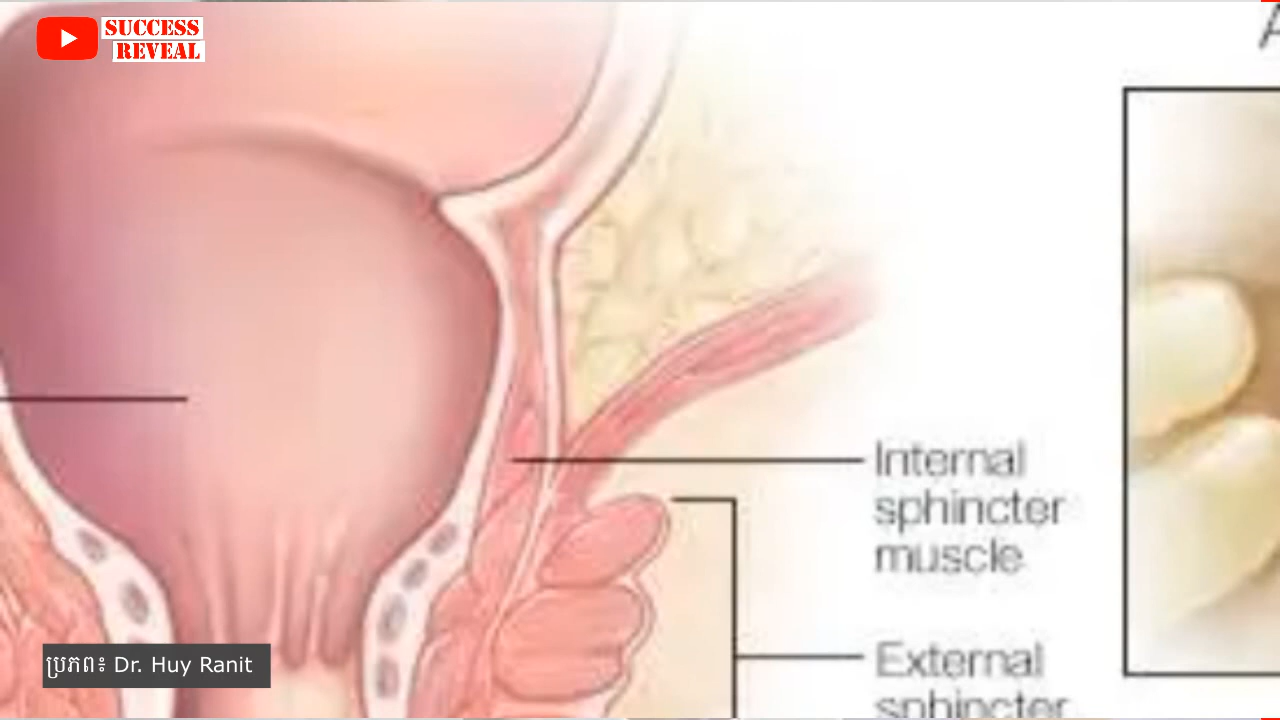 SUCCESS
REVEAL
Internal
sphincter
muscle
External
sphincter
ប្រភព៖ Dr. Huy Ranit